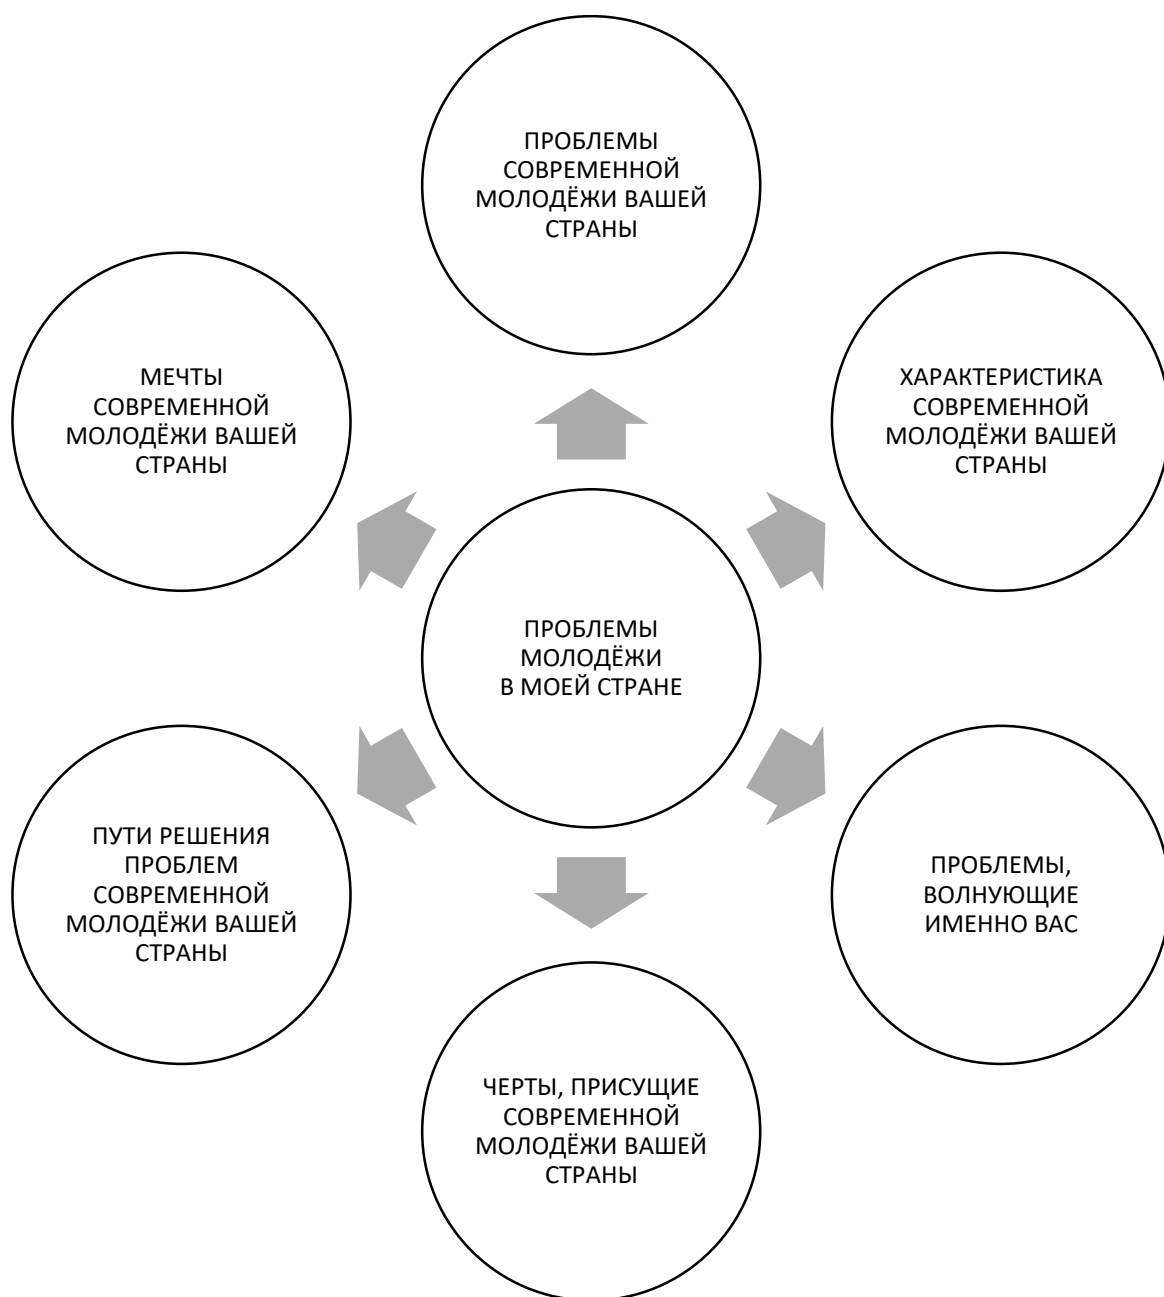 ПРОБЛЕМЫ
СОВРЕМЕННОЙ
МОЛОДЁЖИ ВАШЕЙ
СТРАНЫ
МЕЧТЫ
СОВРЕМЕННОЙ
МОЛОДЁЖИ ВАШЕЙ
СТРАНЫ
ХАРАКТЕРИСТИКА
СОВРЕМЕННОЙ
МОЛОДЁЖИ ВАШЕЙ
СТРАНЫ
ПРОБЛЕМЫ
МОЛОДЁЖИ
В МОЕЙ СТРАНЕ
ПУТИ РЕШЕНИЯ
ПРОБЛЕМ
СОВРЕМЕННОЙ
МОЛОДЁЖИ ВАШЕЙ
СТРАНЫ
ПРОБЛЕМЫ,
ВОЛНУЮЩИЕ
ИМЕННО ВАС
ЧЕРТЫ, ПРИСУЩИЕ
СОВРЕМЕННОЙ
МОЛОДЁЖИ ВАШЕЙ
СТРАНЫ